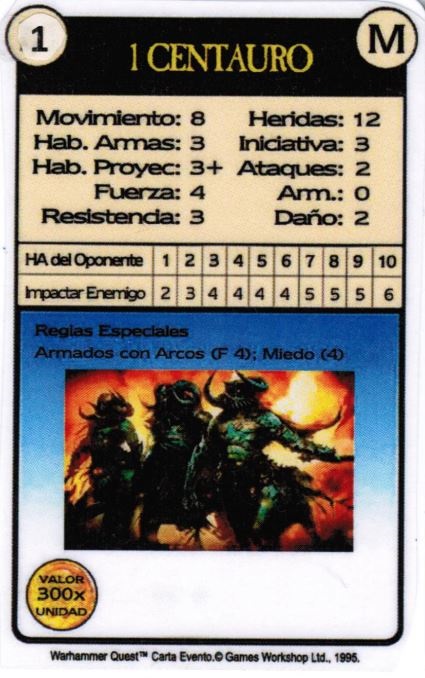 1
M
1 CENTAURO
Movimiento: 8 Heridas: 12
Hab. Armas: 3 Iniciativa: 3
Hab. Proyec: 3+ Ataques: 2
Fuerza: 4 Arm.: 0
Resistencia: 3 Daño: 2
HA del Oponente 1 2 3 4 5 6 7 8 9 10
Impactar Enemigo 2 3 4 4 4 4 5 5 5 6
Reglas Especiales
Armados con Arcos (F 4); Miedo (4)
VALOR
300x
UNIDAD
Warhammer Quest™ Carta Evento.© Games Workshop Ltd., 1995.